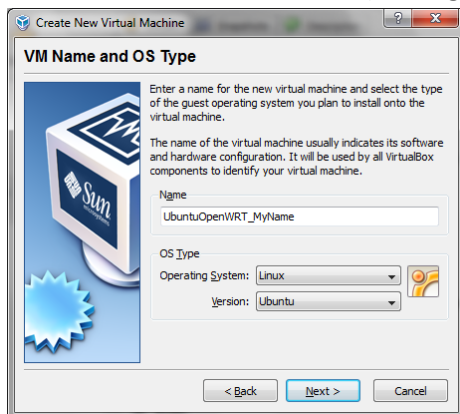 Create New Virtual Machine
VM Name and OS Type
Enter a name for the new virtual machine and select the type
of the guest operating system you plan to install onto the
virtual machine.
The name of the virtual machine usually indicates its software
and hardware configuration. It will be used by all VirtualBox
components to identify your virtual machine.
Name
UbuntuOpenWRT_MyName
OS Type
Operating System: Linux
Version: Ubuntu
Sun
microsystems
< Back Next > Cancel